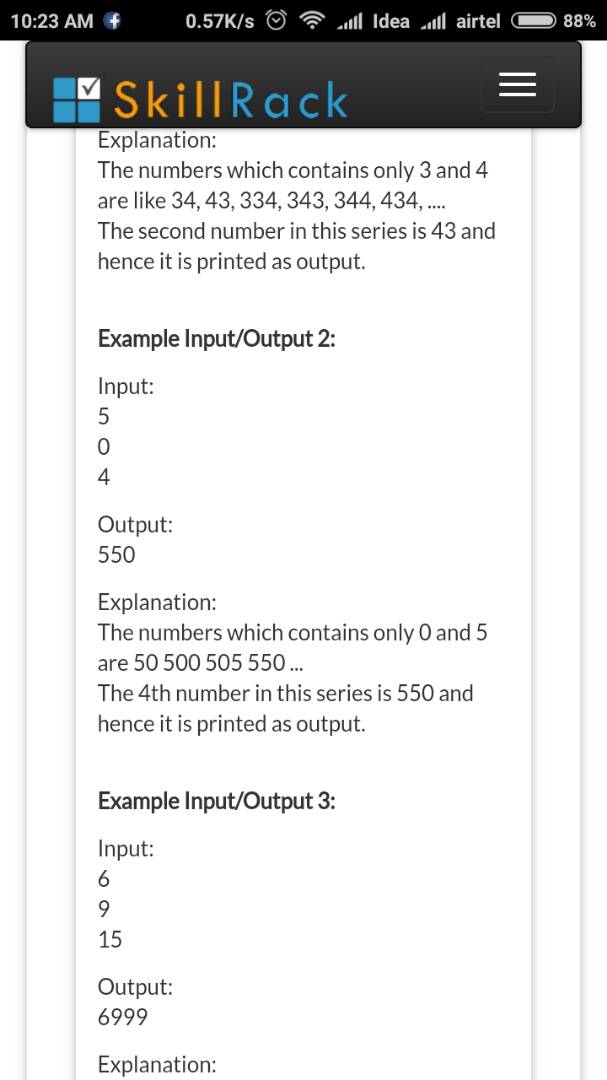 10:23 AM 0.57K/s Idea airtel 88%
SkillRack
Explanation:
The numbers which contains only 3 and 4
are like 34, 43, 334, 343, 344, 434, ....
The second number in this series is 43 and
hence it is printed as output.
Example Input/Output 2:
Input:
5
0
4
Output:
550
Explanation:
The numbers which contains only 0 and 5
are 50 500 505 550 ...
The 4th number in this series is 550 and
hence it is printed as output.
Example Input/Output 3:
Input:
6
9
15
Output:
6999
Explanation: